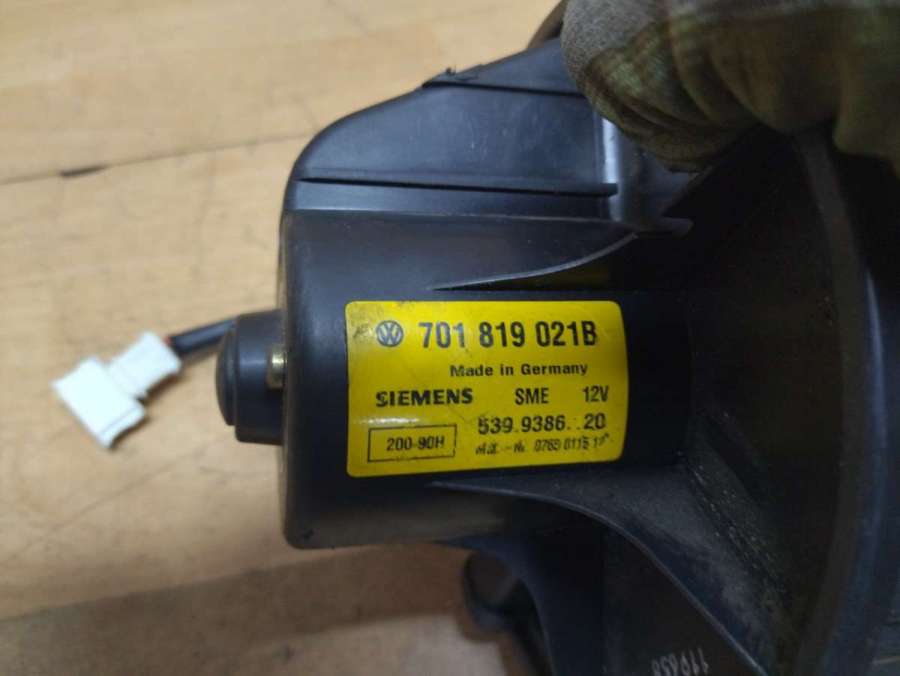 701 819 021B
Made in Germany
SIEMENS SME 12V
539.9386. 20
200-90H